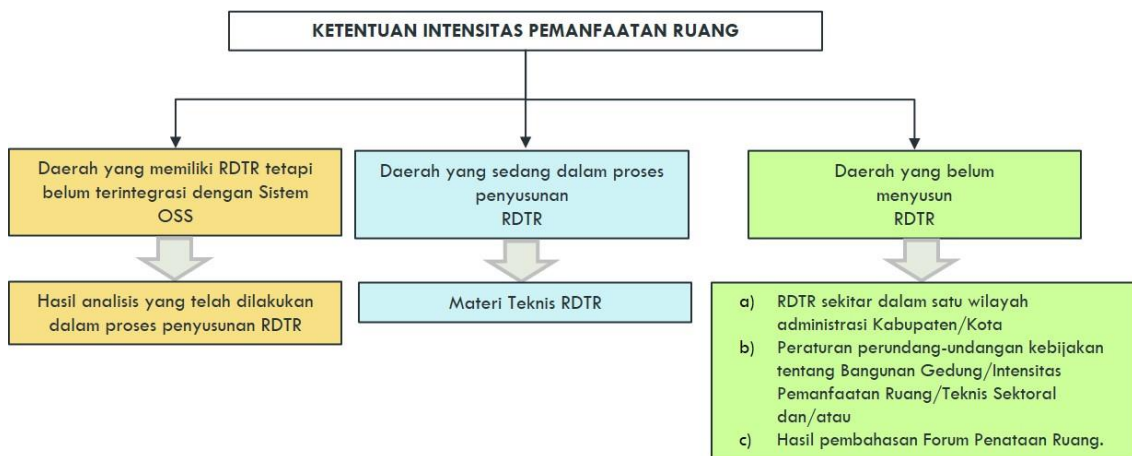 KETENTUAN INTENSITAS PEMANFAATAN RUANG
Daerah yang memiliki RDTR tetapi
belum terintegrasi dengan Sistem
OSS
Hasil analisis yang telah dilakukan
dalam proses penyusunan RDTR
Daerah yang sedang dalam proses
penyusunan
RDTR
Materi Teknis RDTR
Daerah yang belum
menyusun
RDTR
a) RDTR sekitar dalam satu wilayah
administrasi Kabupaten/Kota
b) Peraturan perundang-undangan kebijakan
tentang Bangunan Gedung/Intensitas
Pemanfaatan Ruang/Teknis Sektoral
dan/atau
c) Hasil pembahasan Forum Penataan Ruang.